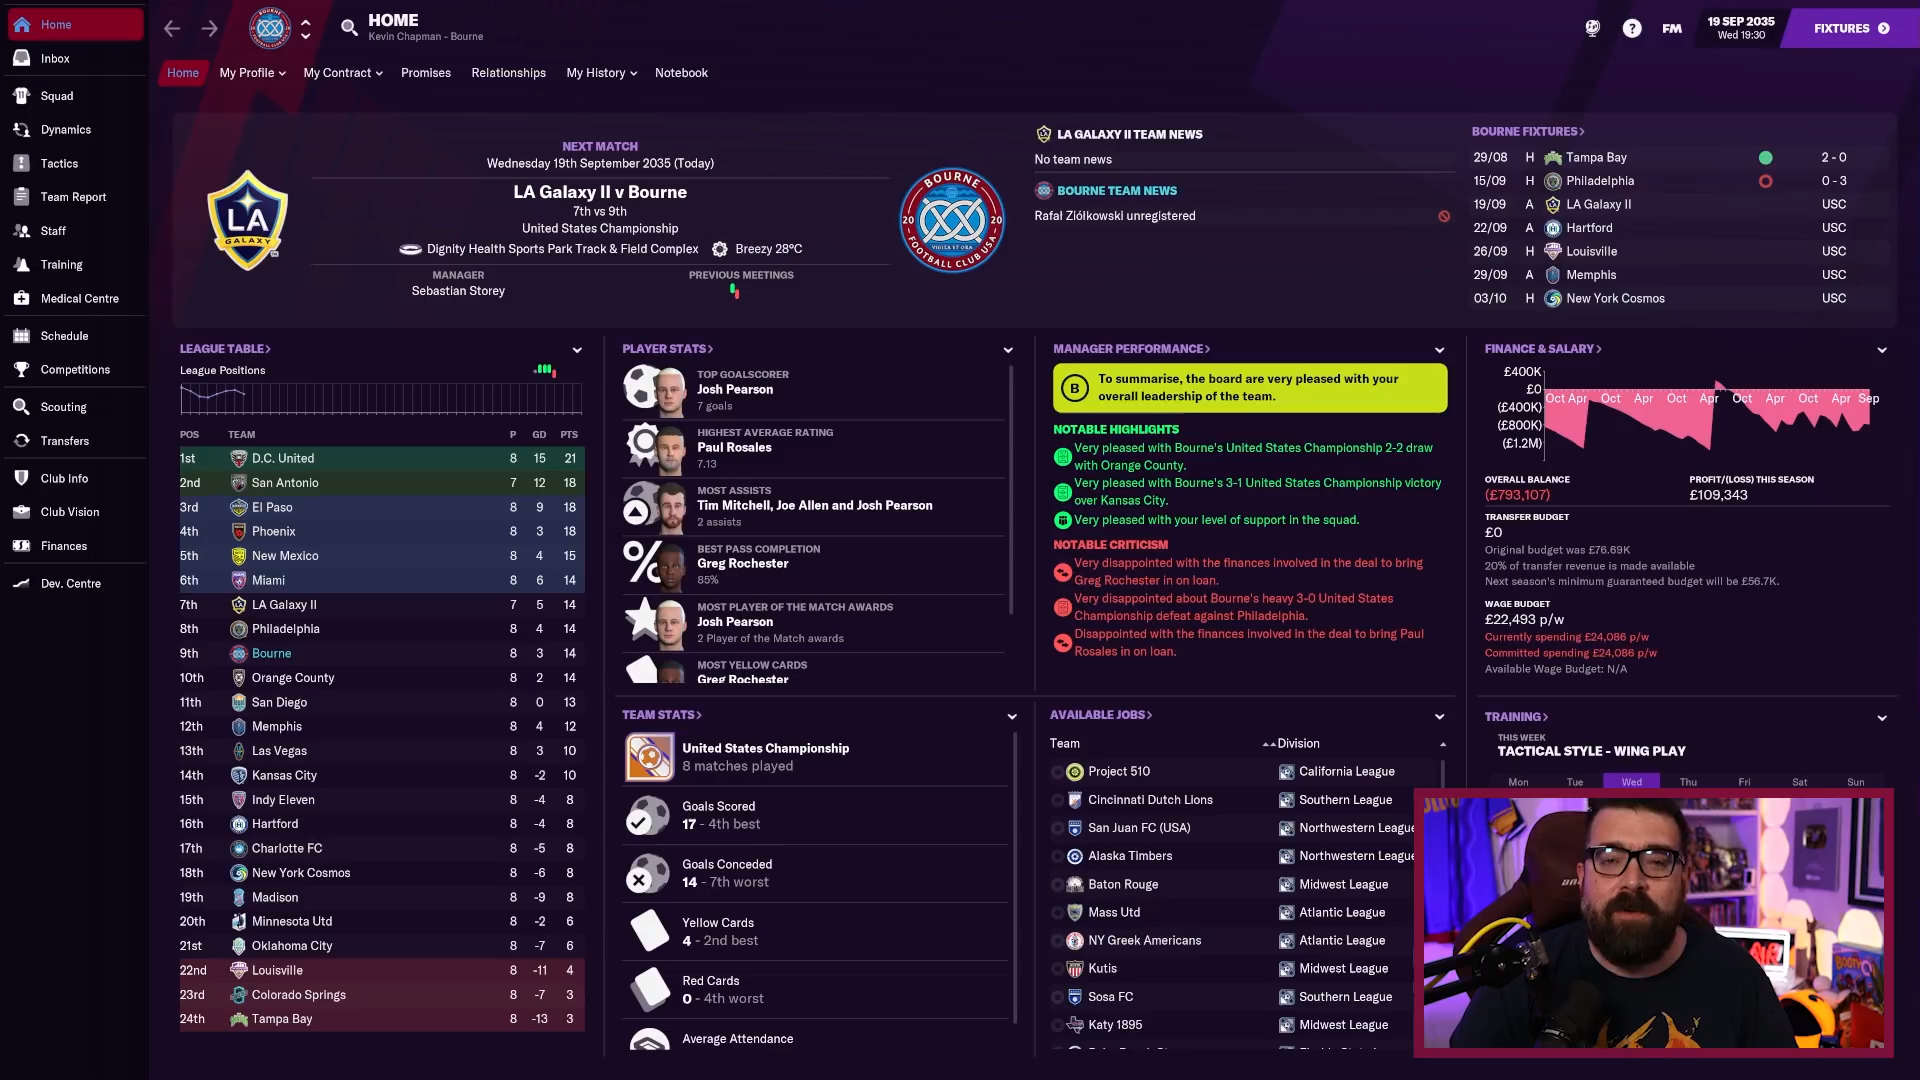 Home
Inbox
Squad
Dynamics
Tactics
Team Report
Staff
Training
Medical Centre
Schedule
Competitions
Scouting
Transfers
Club Info
Club Vision
Finances
Dev. Centre
HOME
Kevin Chapman - Bourne
FM
19 SEP 2035
Wed 19:30
FIXTURES
Home
My Profile
My Contract
Promises
Relationships
My History
Notebook
LA
GALAXY
NEXT MATCH
Wednesday 19th September 2035 (Today)
LA Galaxy II v Bourne
7th vs 9th
United States Championship
Dignity Health Sports Park Track & Field Complex
Breezy 28°C
MANAGER
Sebastian Storey
PREVIOUS MEETINGS
BOURNE
20 20
FOOTBALL CLUB USA
LA GALAXY II TEAM NEWS
No team news
BOURNE TEAM NEWS
Rafał Ziółkowski unregistered
BOURNE FIXTURES>
29/08 H Tampa Bay 2 - 0
15/09 H Philadelphia 0 - 3
19/09 A LA Galaxy II USC
22/09 A Hartford USC
26/09 H Louisville USC
29/09 A Memphis USC
03/10 H New York Cosmos USC
LEAGUE TABLE>
League Positions
POS TEAM P GD PTS
1st D.C. United 8 15 21
2nd San Antonio 7 12 18
3rd El Paso 8 9 18
4th Phoenix 8 3 18
5th New Mexico 8 4 15
6th Miami 8 6 14
7th LA Galaxy II 7 5 14
8th Philadelphia 8 4 14
9th Bourne 8 3 14
10th Orange County 8 2 14
11th San Diego 8 0 13
12th Memphis 8 4 12
13th Las Vegas 8 3 10
14th Kansas City 8 -2 10
15th Indy Eleven 8 -4 8
16th Hartford 8 -4 8
17th Charlotte FC 8 -5 8
18th New York Cosmos 8 -6 8
19th Madison 8 -9 8
20th Minnesota Utd 8 -2 6
21st Oklahoma City 8 -7 6
22nd Louisville 8 -11 4
23rd Colorado Springs 8 -7 3
24th Tampa Bay 8 -13 3
PLAYER STATS>
TOP GOALSCORER
Josh Pearson
7 goals
HIGHEST AVERAGE RATING
Paul Rosales
7.13
MOST ASSISTS
Tim Mitchell, Joe Allen and Josh Pearson
2 assists
BEST PASS COMPLETION
Greg Rochester
85%
MOST PLAYER OF THE MATCH AWARDS
Josh Pearson
2 Player of the Match awards
MOST YELLOW CARDS
Greg Rochester
TEAM STATS>
United States Championship
8 matches played
Goals Scored
17 - 4th best
Goals Conceded
14 - 7th worst
Yellow Cards
4 - 2nd best
Red Cards
0 - 4th worst
Average Attendance
MANAGER PERFORMANCE>
B
To summarise, the board are very pleased with your
overall leadership of the team.
NOTABLE HIGHLIGHTS
Very pleased with Bourne's United States Championship 2-2 draw
with Orange County.
Very pleased with Bourne's 3-1 United States Championship victory
over Kansas City.
Very pleased with your level of support in the squad.
NOTABLE CRITICISM
Very disappointed with the finances involved in the deal to bring
Greg Rochester in on loan.
Very disappointed about Bourne's heavy 3-0 United States
Championship defeat against Philadelphia.
Disappointed with the finances involved in the deal to bring Paul
Rosales in on loan.
AVAILABLE JOBS>
Team Division
Project 510 California League
Cincinnati Dutch Lions Southern League
San Juan FC (USA) Northwestern League
Alaska Timbers Northwestern League
Baton Rouge Midwest League
Mass Utd Atlantic League
NY Greek Americans Atlantic League
Kutis Midwest League
Sosa FC Southern League
Katy 1895 Midwest League
FINANCE & SALARY>
£400K
£0
(£400K)
(£800K)
(£1.2M)
Oct Apr Oct Apr Oct Apr Oct Apr Oct Apr Sep
OVERALL BALANCE
(£793,107)
PROFIT/(LOSS) THIS SEASON
£109,343
TRANSFER BUDGET
£0
Original budget was £76.69K
20% of transfer revenue is made available
Next season's minimum guaranteed budget will be £56.7K.
WAGE BUDGET
£22,493 p/w
Currently spending £24,086 p/w
Committed spending £24,086 p/w
Available Wage Budget: N/A
TRAINING>
THIS WEEK
TACTICAL STYLE - WING PLAY
Mon Tue Wed Thu Fri Sat Sun